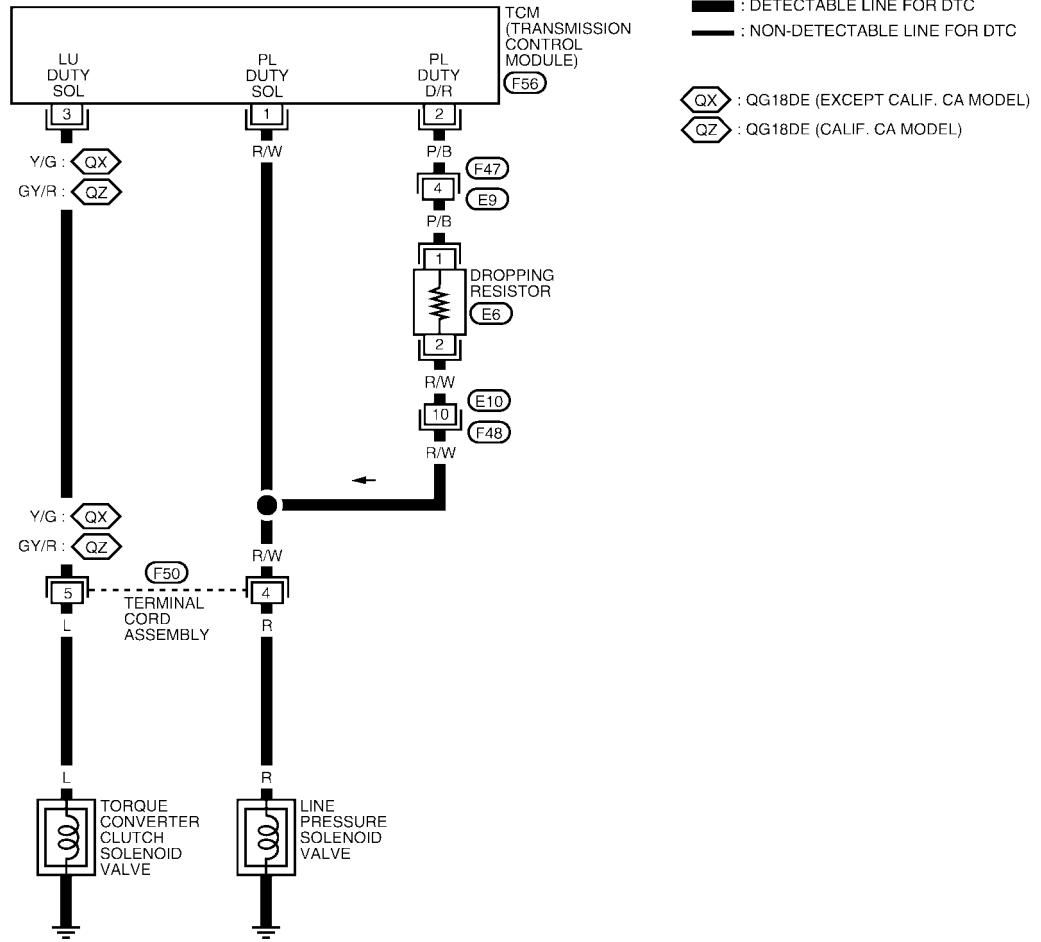 TCM
(TRANSMISSION
CONTROL
MODULE)
F56
: DETECTABLE LINE FOR DTC
: NON-DETECTABLE LINE FOR DTC
QX : QG18DE (EXCEPT CALIF. CA MODEL)
QZ : QG18DE (CALIF. CA MODEL)
LU
DUTY
SOL
PL
DUTY
SOL
PL
DUTY
D/R
3
1
2
Y/G : QX
GY/R : QZ
R/W
P/B
F47
4
E9
P/B
1
DROPPING
RESISTOR
E6
2
R/W
E10
10
F48
R/W
Y/G : QX
GY/R : QZ
R/W
F50
5
4
TERMINAL
CORD
ASSEMBLY
L
R
L
R
TORQUE
CONVERTER
CLUTCH
SOLENOID
VALVE
LINE
PRESSURE
SOLENOID
VALVE